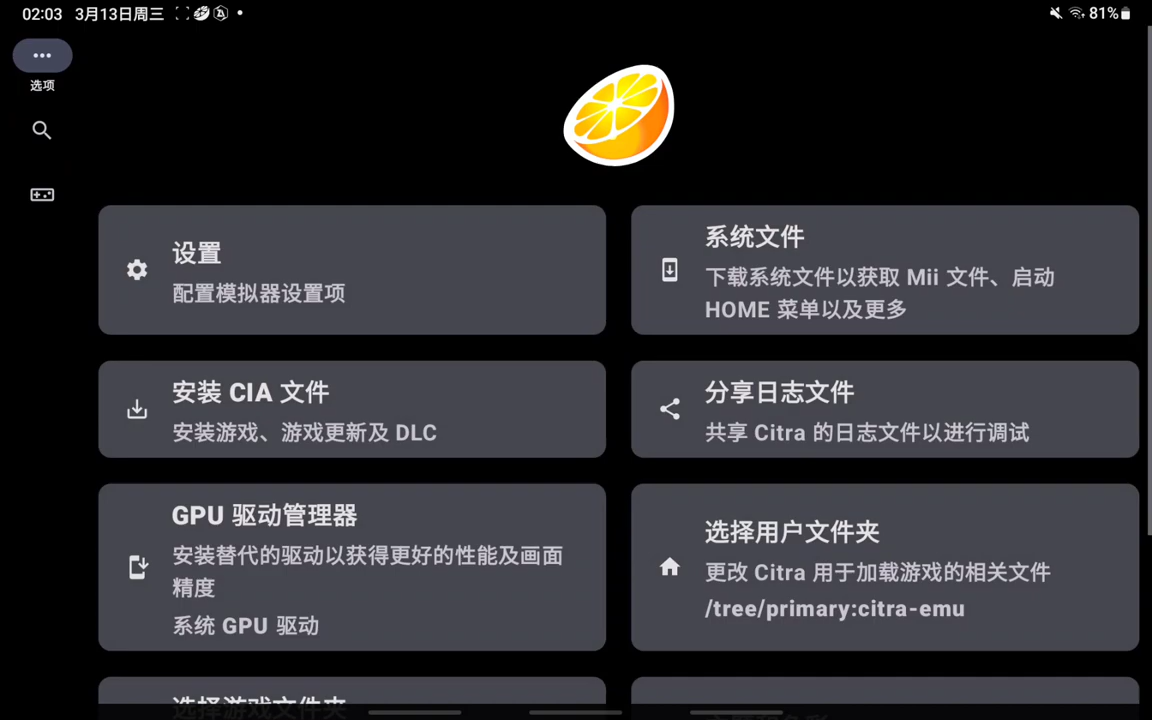 02:03 3月13日周三
81%
选项
设置
配置模拟器设置项
系统文件
下载系统文件以获取 Mii 文件、启动
HOME 菜单以及更多
安装 CIA 文件
安装游戏、游戏更新及 DLC
分享日志文件
共享 Citra 的日志文件以进行调试
GPU 驱动管理器
安装替代的驱动以获得更好的性能及画面
精度
系统 GPU 驱动
选择用户文件夹
更改 Citra 用于加载游戏的相关文件
/tree/primary:citra-emu
选择游戏文件夹